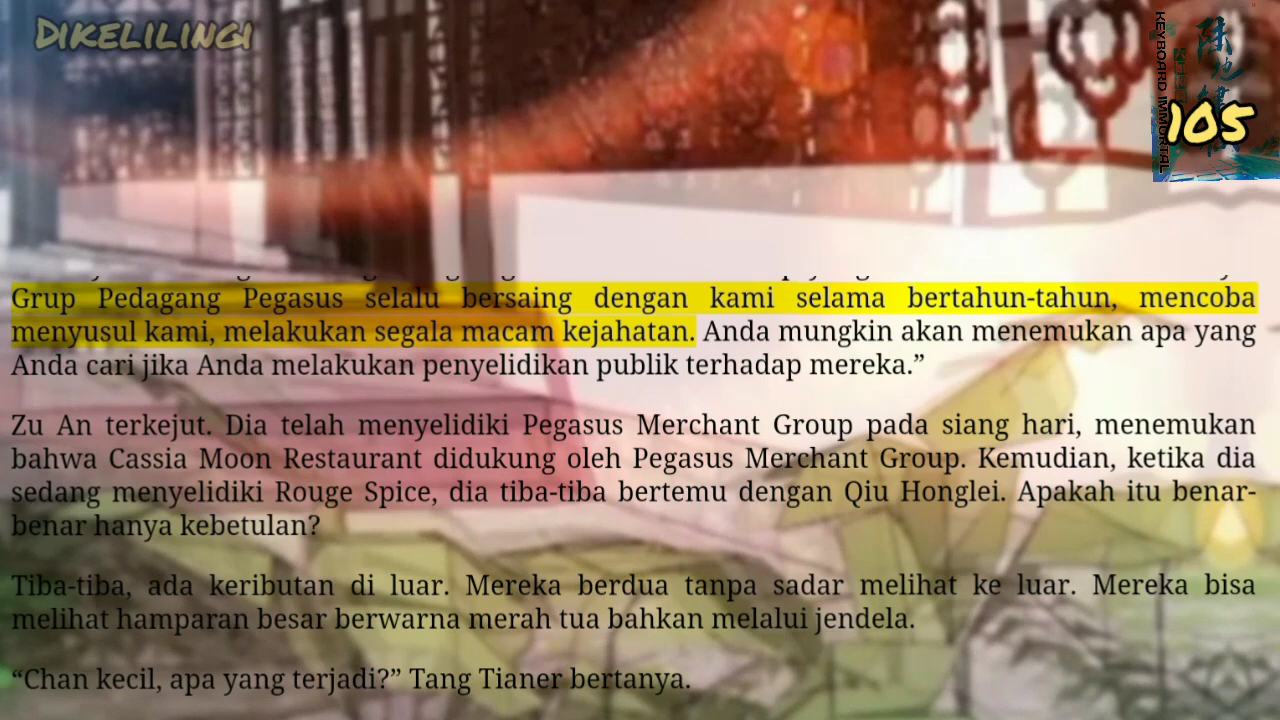 DIKELILINGI
KEYBOARD IMMORTAL
105
Grup Pedagang Pegasus selalu bersaing dengan kami selama bertahun-tahun, mencoba
menyusul kami, melakukan segala macam kejahatan. Anda mungkin akan menemukan apa yang
Anda cari jika Anda melakukan penyelidikan publik terhadap mereka.”
Zu An terkejut. Dia telah menyelidiki Pegasus Merchant Group pada siang hari, menemukan
bahwa Cassia Moon Restaurant didukung oleh Pegasus Merchant Group. Kemudian, ketika dia
sedang menyelidiki Rouge Spice, dia tiba-tiba bertemu dengan Qiu Honglei. Apakah itu benar-
benar hanya kebetulan?
Tiba-tiba, ada keributan di luar. Mereka berdua tanpa sadar melihat ke luar. Mereka bisa
melihat hamparan besar berwarna merah tua bahkan melalui jendela.
“Chan kecil, apa yang terjadi?” Tang Tianer bertanya.